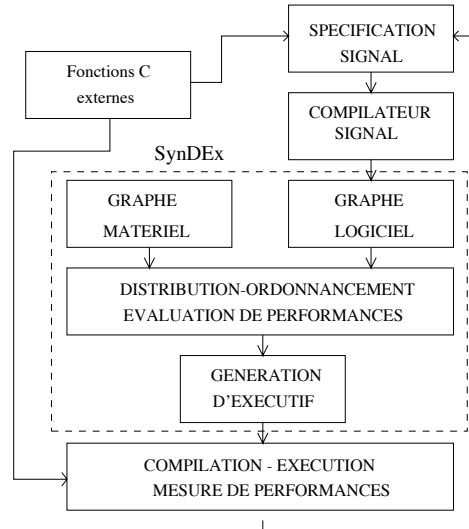 SPECIFICATION
SIGNAL
Fonctions C
externes
COMPILATEUR
SIGNAL
SynDEx
GRAPHE
MATERIEL
GRAPHE
LOGICIEL
DISTRIBUTION-ORDONNANCEMENT
EVALUATION DE PERFORMANCES
GENERATION
D'EXECUTIF
COMPILATION - EXECUTION
MESURE DE PERFORMANCES